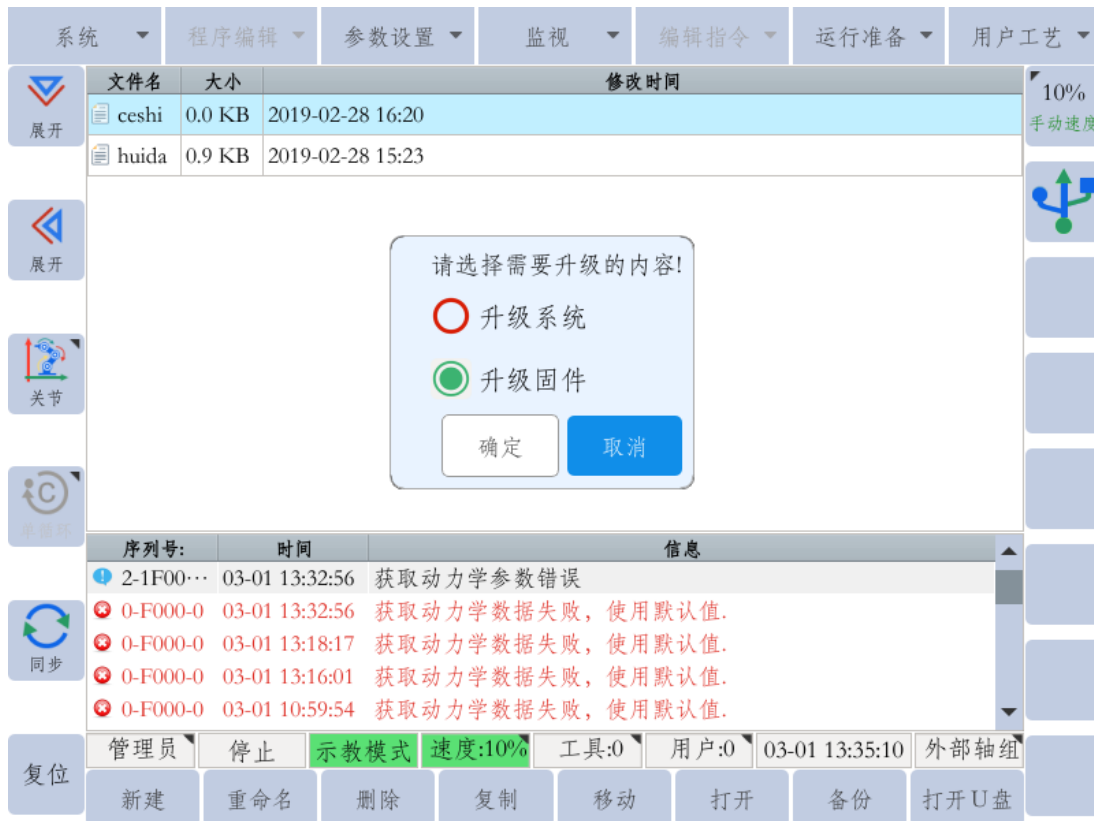 系统 程序编辑 参数设置 监视 编辑指令 运行准备 用户工艺
展开
文件名 大小 修改时间
ceshi 0.0 KB 2019-02-28 16:20
huida 0.9 KB 2019-02-28 15:23
10%
手动速度
展开
请选择需要升级的内容!
升级系统
升级固件
确定 取消
关节
单循环
序列号: 时间 信息
2-1F00··· 03-01 13:32:56 获取动力学参数错误
0-F000-0 03-01 13:32:56 获取动力学数据失败，使用默认值.
0-F000-0 03-01 13:18:17 获取动力学数据失败，使用默认值.
0-F000-0 03-01 13:16:01 获取动力学数据失败，使用默认值.
0-F000-0 03-01 10:59:54 获取动力学数据失败，使用默认值.
同步
管理员 停止 示教模式 速度:10% 工具:0 用户:0 03-01 13:35:10 外部轴组
复位
新建 重命名 删除 复制 移动 打开 备份 打开U盘